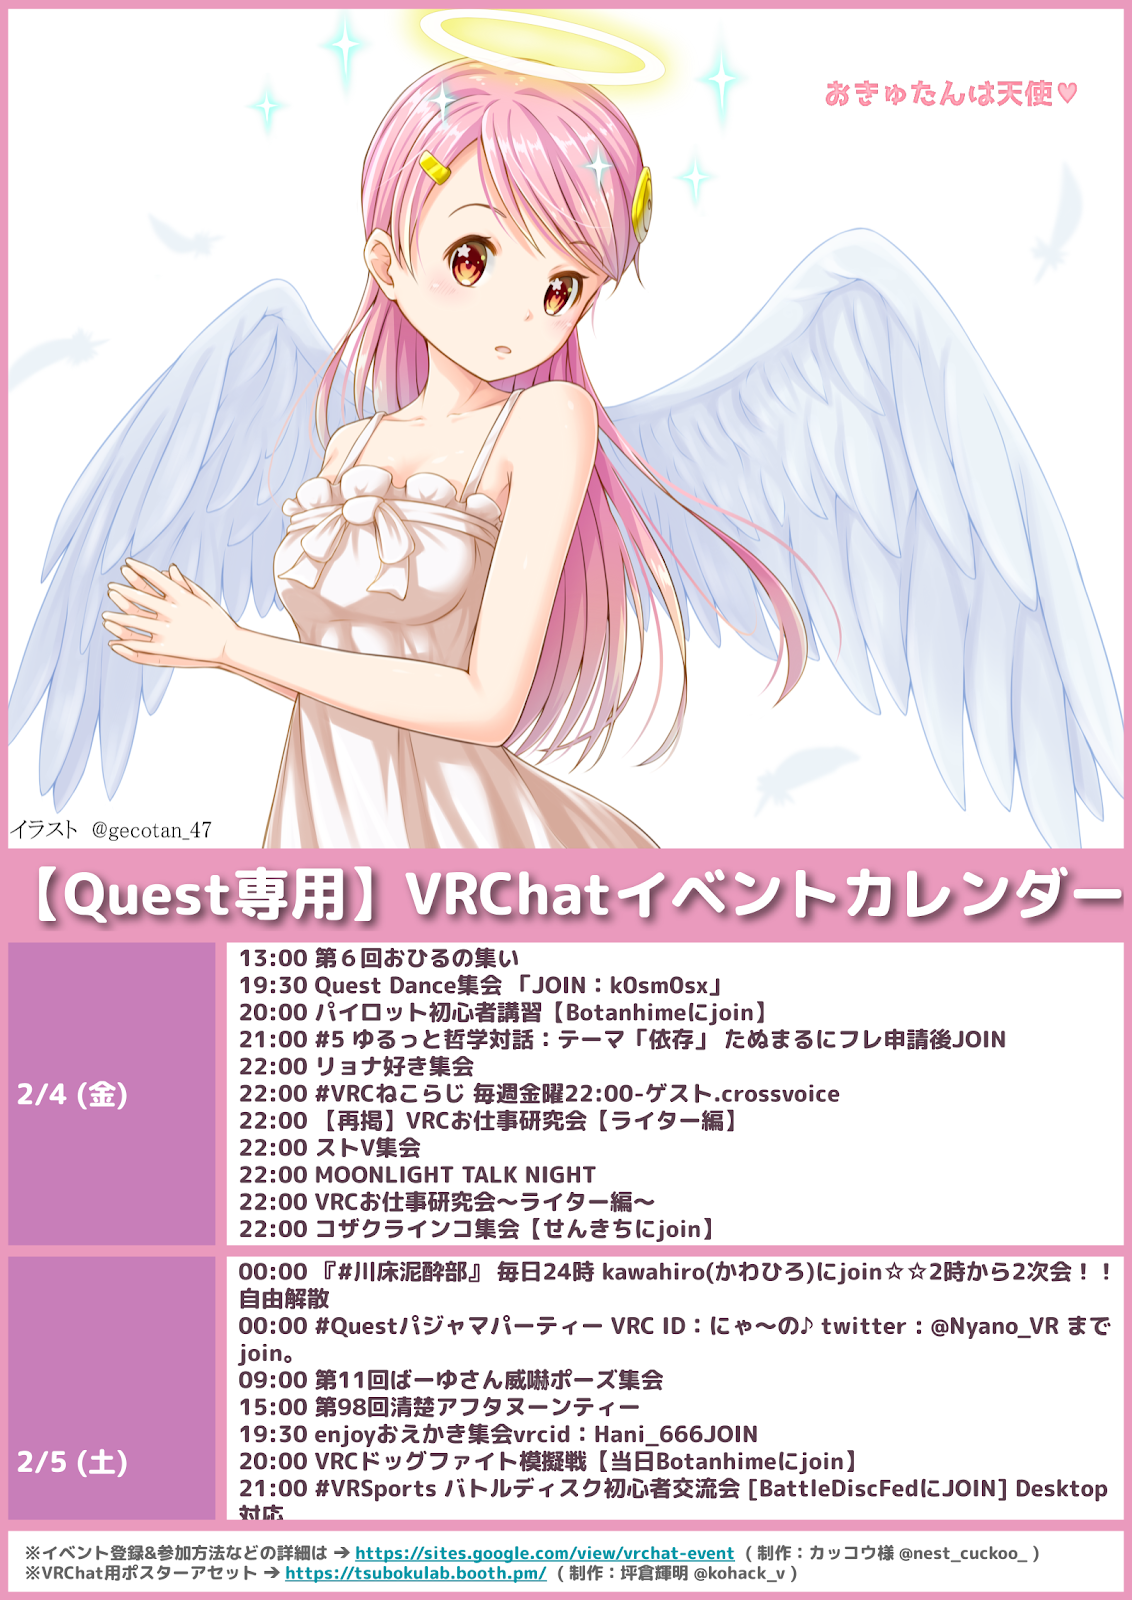 おきゅたんは天使♥
イラスト @gecotan_47
【Quest専用】VRChatイベントカレンダー
2/4 (金)
13:00 第６回おひるの集い
19:30 Quest Dance集会 「JOIN：k0sm0sx」
20:00 パイロット初心者講習【Botanhimeにjoin】
21:00 #5 ゆるっと哲学対話：テーマ「依存」 たぬまるにフレ申請後JOIN
22:00 リョナ好き集会
22:00 #VRCねこらじ 毎週金曜22:00-ゲスト.crossvoice
22:00 【再掲】VRCお仕事研究会【ライター編】
22:00 ストV集会
22:00 MOONLIGHT TALK NIGHT
22:00 VRCお仕事研究会～ライター編～
22:00 コザクラインコ集会【せんきちにjoin】
2/5 (土)
00:00 『#川床泥酔部』 毎日24時 kawahiro(かわひろ)にjoin☆☆2時から2次会！！
自由解散
00:00 #Questパジャマパーティー VRC ID：にゃ～の♪ twitter : @Nyano_VR まで
join。
09:00 第11回ばーゆさん威嚇ポーズ集会
15:00 第98回清楚アフタヌーンティー
19:30 enjoyおえかき集会vrcid：Hani_666JOIN
20:00 VRCドッグファイト模擬戦【当日Botanhimeにjoin】
21:00 #VRSports バトルディスク初心者交流会 [BattleDiscFedにJOIN] Desktop
対応
※イベント登録&参加方法などの詳細は ➔ https://sites.google.com/view/vrchat-event ( 制作：カッコウ様 @nest_cuckoo_ )
※VRChat用ポスターアセット ➔ https://tsubokulab.booth.pm/ ( 制作：坪倉輝明 @kohack_v )